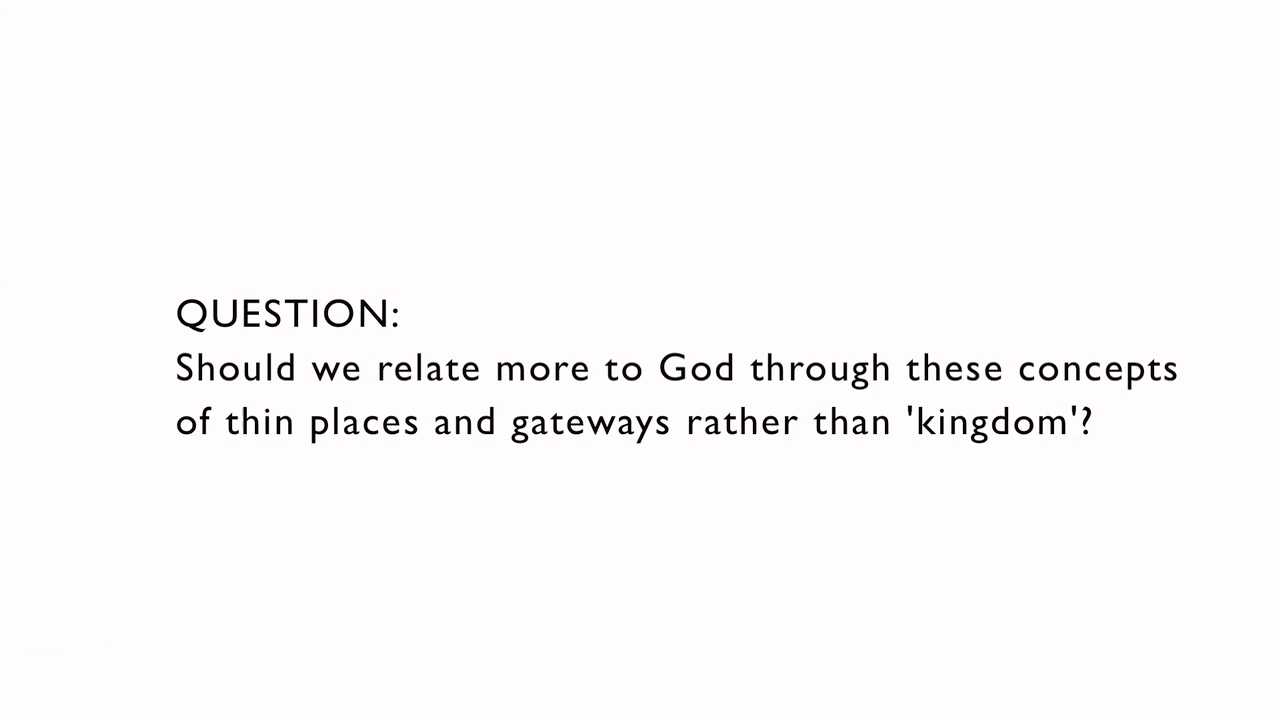 QUESTION:
Should we relate more to God through these concepts
of thin places and gateways rather than 'kingdom'?